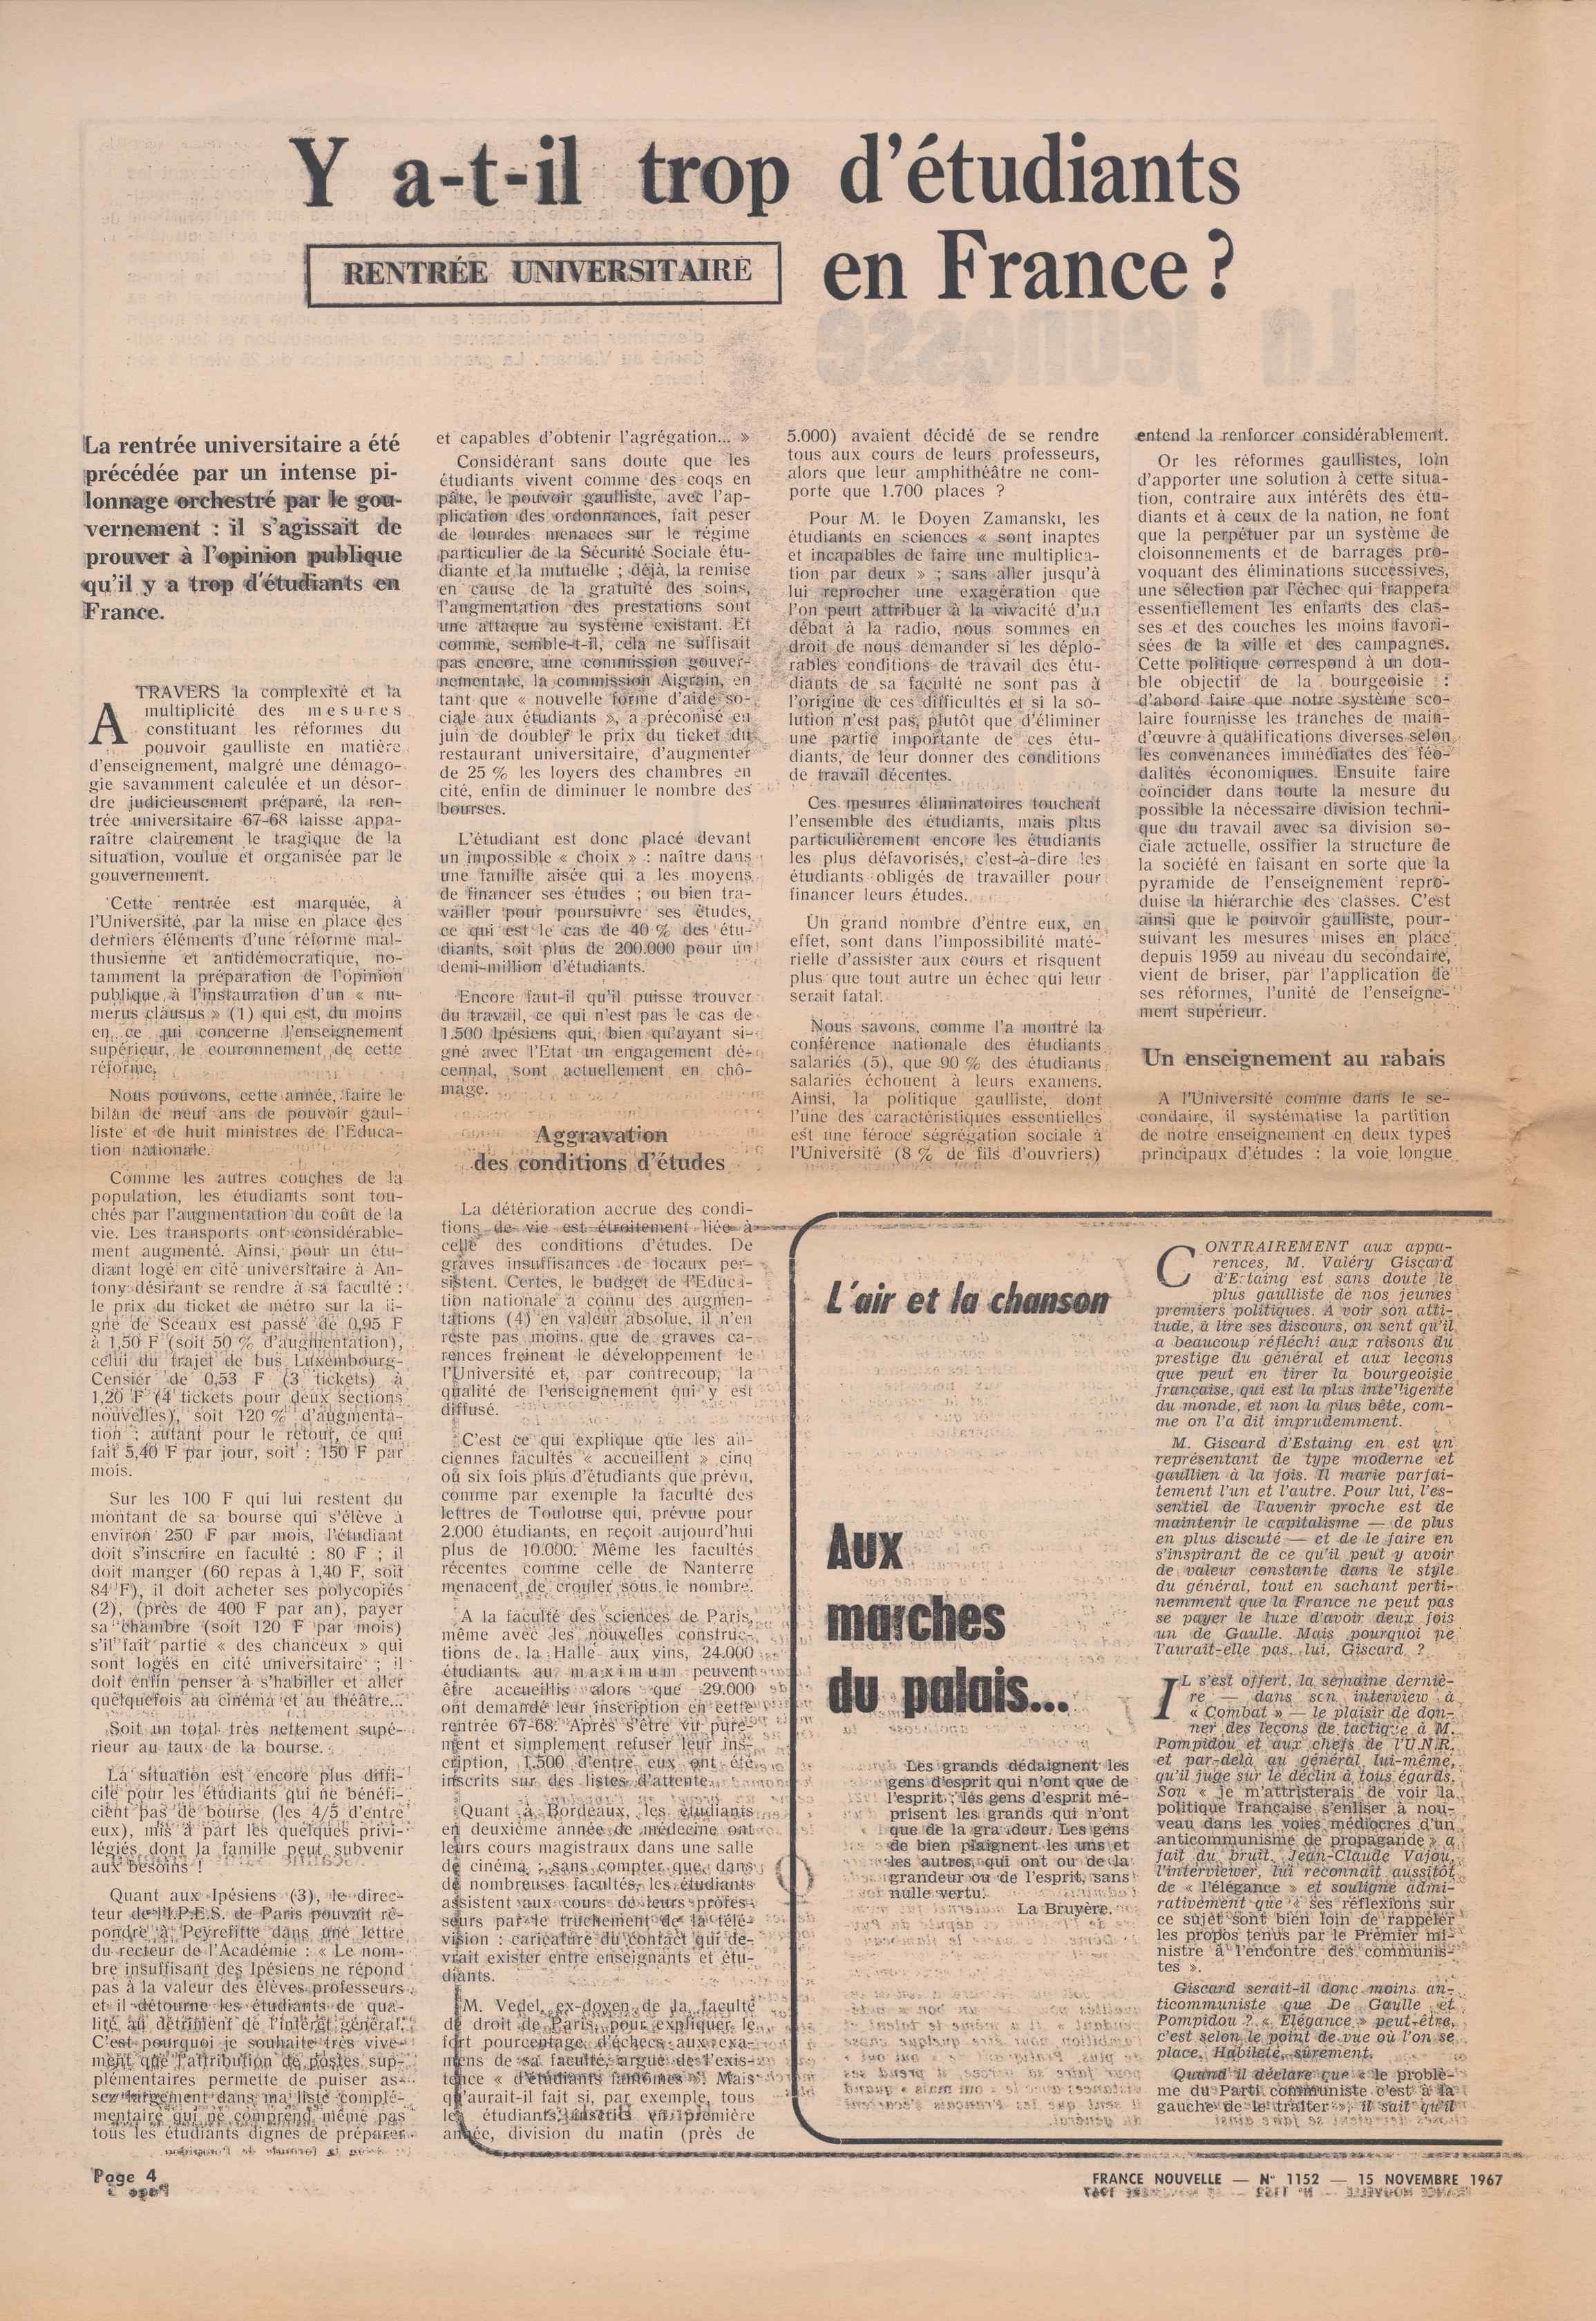 Y a-t-il trop d'étudiants
en France ?
RENTRÉE UNIVERSITAIRE
La rentrée universitaire a été
précédée par un intense pi-
lonnage orchestré par le gou-
vernement : il s'agissait de
prouver à l'opinion publique
qu'il y a trop d'étudiants en
France.
A TRAVERS la complexité et la
multiplicité des mesures
constituant les réformes du
pouvoir gaulliste en matière
d'enseignement, malgré une démago-
gie savamment calculée et un désor-
dre judicieusement préparé, la ren-
trée universitaire 67-68 laisse appa-
raître clairement le tragique de la
situation, voulue et organisée par le
gouvernement.
Cette rentrée est marquée, à
l'Université, par la mise en place des
derniers éléments d'une réforme mal-
thusienne et antidémocratique, no-
tamment la préparation de l'opinion
publique à l'instauration d'un « nu-
merus clausus » (1) qui est, du moins
en ce qui concerne l'enseignement
supérieur, le couronnement de cette
réforme.
Nous pouvons, cette année, faire le
bilan de neuf ans de pouvoir gaul-
liste et de huit ministres de l'Educa-
tion nationale.
Comme les autres couches de la
population, les étudiants sont tou-
chés par l'augmentation du coût de la
vie. Les transports ont considérable-
ment augmenté. Ainsi, pour un étu-
diant logé en cité universitaire à An-
tony désirant se rendre à sa faculté :
le prix du ticket de métro sur la li-
gne de Sceaux est passé de 0,95 F
à 1,50 F (soit 50 % d'augmentation),
celui du trajet de bus Luxembourg-
Censier de 0,53 F (3 tickets) à
1,20 F (4 tickets pour deux sections
nouvelles), soit 120 % d'augmenta-
tion ; autant pour le retour, ce qui
fait 5,40 F par jour, soit : 150 F par
mois.
Sur les 100 F qui lui restent du
montant de sa bourse qui s'élève à
environ 250 F par mois, l'étudiant
doit s'inscrire en faculté : 80 F ; il
doit manger (60 repas à 1,40 F, soit
84 F), il doit acheter ses polycopiés
(2), (près de 400 F par an), payer
sa chambre (soit 120 F par mois)
s'il fait partie « des chanceux » qui
sont logés en cité universitaire ; il
doit enfin penser à s'habiller et aller
quelquefois au cinéma et au théâtre...
Soit un total très nettement supé-
rieur au taux de la bourse.
La situation est encore plus diffi-
cile pour les étudiants qui ne bénéfi-
cient pas de bourse (les 4/5 d'entre
eux), mis à part les quelques privi-
légiés dont la famille peut subvenir
aux besoins !
Quant aux Ipésiens (3), le direc-
teur de l'I.P.E.S. de Paris pouvait ré-
pondre à Peyrefitte dans une lettre
du recteur de l'Académie : « Le nom-
bre insuffisant des Ipésiens ne répond
pas à la valeur des élèves professeurs
et il détourne les étudiants de qua-
lité au détriment de l'intérêt général.
C'est pourquoi je souhaite très vive-
ment que l'attribution de postes sup-
plémentaires permette de puiser as-
sez largement dans ma liste complé-
mentaire qui ne comprend même pas
tous les étudiants dignes de préparer
et capables d'obtenir l'agrégation... »
Considérant sans doute que les
étudiants vivent comme des coqs en
pâte, le pouvoir gaulliste, avec l'ap-
plication des ordonnances, fait peser
de lourdes menaces sur le régime
particulier de la Sécurité Sociale étu-
diante et la mutuelle ; déjà, la remise
en cause de la gratuité des soins,
l'augmentation des prestations sont
une attaque au système existant. Et
comme, semble-t-il, cela ne suffisait
pas encore, une commission gouver-
nementale, la commission Aigrain, en
tant que « nouvelle forme d'aide so-
ciale aux étudiants », a préconisé en
juin de doubler le prix du ticket du
restaurant universitaire, d'augmenter
de 25 % les loyers des chambres en
cité, enfin de diminuer le nombre des
bourses.
L'étudiant est donc placé devant
un impossible « choix » : naître dans
une famille aisée qui a les moyens
de financer ses études ; ou bien tra-
vailler pour poursuivre ses études,
ce qui est le cas de 40 % des étu-
diants, soit plus de 200.000 pour un
demi-million d'étudiants.
Encore faut-il qu'il puisse trouver
du travail, ce qui n'est pas le cas de
1.500 Ipésiens qui, bien qu'ayant si-
gné avec l'Etat un engagement dé-
cennal, sont actuellement en chô-
mage.
Aggravation
des conditions d'études
La détérioration accrue des condi-
tions de vie est étroitement liée à
celle des conditions d'études. De
graves insuffisances de locaux per-
sistent. Certes, le budget de l'Educa-
tion nationale a connu des augmen-
tations (4) en valeur absolue, il n'en
reste pas moins que de graves ca-
rences freinent le développement de
l'Université et, par contrecoup, la
qualité de l'enseignement qui y est
diffusé.
C'est ce qui explique que les an-
ciennes facultés « accueillent » cinq
ou six fois plus d'étudiants que prévu,
comme par exemple la faculté des
lettres de Toulouse qui, prévue pour
2.000 étudiants, en reçoit aujourd'hui
plus de 10.000. Même les facultés
récentes comme celle de Nanterre
menacent de crouler sous le nombre.
A la faculté des sciences de Paris,
même avec les nouvelles construc-
tions de la Halle aux vins, 24.000
étudiants au maximum peuvent
être accueillis alors que 29.000
ont demandé leur inscription en cette
rentrée 67-68. Après s'être vu pure-
ment et simplement refuser leur ins-
cription, 1.500 d'entre eux ont été
inscrits sur des listes d'attente.
Quant à Bordeaux, les étudiants
en deuxième année de médecine ont
leurs cours magistraux dans une salle
de cinéma ; sans compter que dans
de nombreuses facultés, les étudiants
assistent aux cours de leurs profes-
seurs par le truchement de la télé-
vision : caricature du contact qui de-
vrait exister entre enseignants et étu-
diants.
M. Vedel, ex-doyen de la faculté
de droit de Paris, pour expliquer le
fort pourcentage d'échecs aux exa-
mens de sa faculté, argue de l'exis-
tence « d'étudiants fantômes ». Mais
qu'aurait-il fait si, par exemple, tous
les étudiants inscrits en première
année, division du matin (près de
5.000) avaient décidé de se rendre
tous aux cours de leurs professeurs,
alors que leur amphithéâtre ne com-
porte que 1.700 places ?
Pour M. le Doyen Zamanski, les
étudiants en sciences « sont inaptes
et incapables de faire une multiplica-
tion par deux » ; sans aller jusqu'à
lui reprocher une exagération que
l'on peut attribuer à la vivacité d'un
débat à la radio, nous sommes en
droit de nous demander si les déplo-
rables conditions de travail des étu-
diants de sa faculté ne sont pas à
l'origine de ces difficultés et si la so-
lution n'est pas, plutôt que d'éliminer
une partie importante de ces étu-
diants, de leur donner des conditions
de travail décentes.
Ces mesures éliminatoires touchent
l'ensemble des étudiants, mais plus
particulièrement encore les étudiants
les plus défavorisés, c'est-à-dire les
étudiants obligés de travailler pour
financer leurs études.
Un grand nombre d'entre eux, en
effet, sont dans l'impossibilité maté-
rielle d'assister aux cours et risquent
plus que tout autre un échec qui leur
serait fatal.
Nous savons, comme l'a montré la
conférence nationale des étudiants
salariés (5), que 90 % des étudiants
salariés échouent à leurs examens.
Ainsi, la politique gaulliste, dont
l'une des caractéristiques essentielles
est une féroce ségrégation sociale à
l'Université (8 % de fils d'ouvriers)
entend la renforcer considérablement.
Or les réformes gaullistes, loin
d'apporter une solution à cette situa-
tion, contraire aux intérêts des étu-
diants et à ceux de la nation, ne font
que la perpétuer par un système de
cloisonnements et de barrages pro-
voquant des éliminations successives,
une sélection par l'échec qui frappera
essentiellement les enfants des clas-
ses et des couches les moins favori-
sées de la ville et des campagnes.
Cette politique correspond à un dou-
ble objectif de la bourgeoisie :
d'abord faire que notre système sco-
laire fournisse les tranches de main-
d'œuvre à qualifications diverses selon
les convenances immédiates des féo-
dalités économiques. Ensuite faire
coïncider dans toute la mesure du
possible la nécessaire division techni-
que du travail avec sa division so-
ciale actuelle, ossifier la structure de
la société en faisant en sorte que la
pyramide de l'enseignement repro-
duise la hiérarchie des classes. C'est
ainsi que le pouvoir gaulliste, pour-
suivant les mesures mises en place
depuis 1959 au niveau du secondaire,
vient de briser, par l'application de
ses réformes, l'unité de l'enseigne-
ment supérieur.
Un enseignement au rabais
A l'Université comme dans le se-
condaire, il systématise la partition
de notre enseignement en deux types
principaux d'études : la voie longue
L'air et la chanson
Aux
marches
du palais...
Les grands dédaignent les
gens d'esprit qui n'ont que de
l'esprit ; les gens d'esprit mé-
prisent les grands qui n'ont
que de la gra deur. Les gens
de bien plaignent les uns et
les autres, qui ont ou de la
grandeur ou de l'esprit, sans
nulle vertu.
La Bruyère.
CONTRAIREMENT aux appa-
rences, M. Valéry Giscard
d'Estaing est sans doute le
plus gaulliste de nos jeunes
premiers politiques. A voir son atti-
tude, à lire ses discours, on sent qu'il
a beaucoup réfléchi aux raisons du
prestige du général et aux leçons
que peut en tirer la bourgeoisie
française, qui est la plus intelligente
du monde, et non la plus bête, com-
me on l'a dit imprudemment.
M. Giscard d'Estaing en est un
représentant de type moderne et
gaullien à la fois. Il marie parfai-
tement l'un et l'autre. Pour lui, l'es-
sentiel de l'avenir proche est de
maintenir le capitalisme — de plus
en plus discuté — et de le faire en
s'inspirant de ce qu'il peut y avoir
de valeur constante dans le style
du général, tout en sachant perti-
nemment que la France ne peut pas
se payer le luxe d'avoir deux fois
un de Gaulle. Mais pourquoi ne
l'aurait-elle pas, lui, Giscard ?
IL s'est offert, la semaine derniè-
re — dans son interview à
« Combat » — le plaisir de don-
ner des leçons de tactique à M.
Pompidou et aux chefs de l'U.N.R.
et par-delà au général lui-même,
qu'il juge sur le déclin à tous égards.
Son « je m'attristerais de voir la
politique française s'enliser à nou-
veau dans les voies médiocres d'un
anticommunisme de propagande » a
fait du bruit. Jean-Claude Vajou,
l'interviewer, lui reconnaît aussitôt
de « l'élégance » et souligne admi-
rativement que « ses réflexions sur
ce sujet sont bien loin de rappeler
les propos tenus par le Premier mi-
nistre à l'encontre des communis-
tes ».
Giscard serait-il donc moins an-
ticommuniste que De Gaulle et
Pompidou ? « Elégance » peut-être,
c'est selon le point de vue où l'on se
place. Habileté, sûrement.
Quand il déclare que « le problè-
me du Parti communiste c'est à la
gauche de le traiter », il sait qu'il
Page 4
FRANCE NOUVELLE — N° 1152 — 15 NOVEMBRE 1967